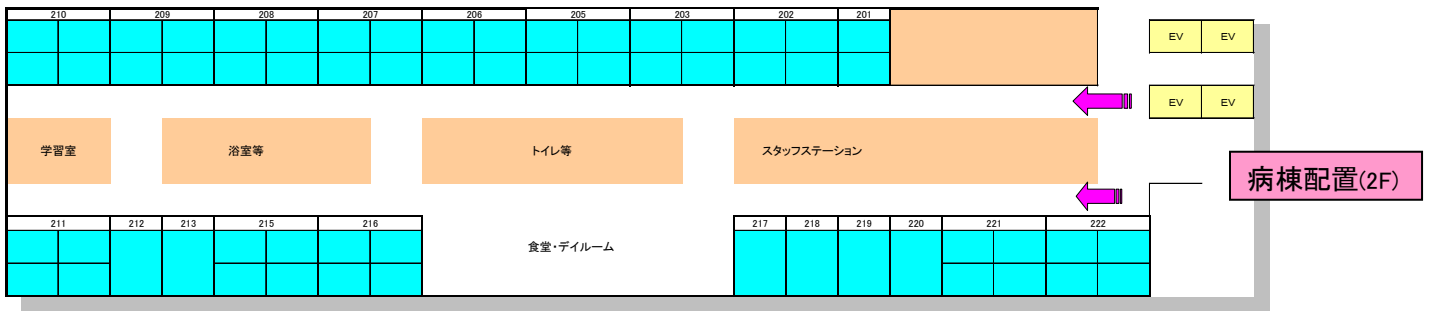 210 209 208 207 206 205 203 202 201
EV EV
EV EV
学習室 浴室等 トイレ等 スタッフステーション
病棟配置(2F)
211 212 213 215 216 217 218 219 220 221 222
食堂・デイルーム